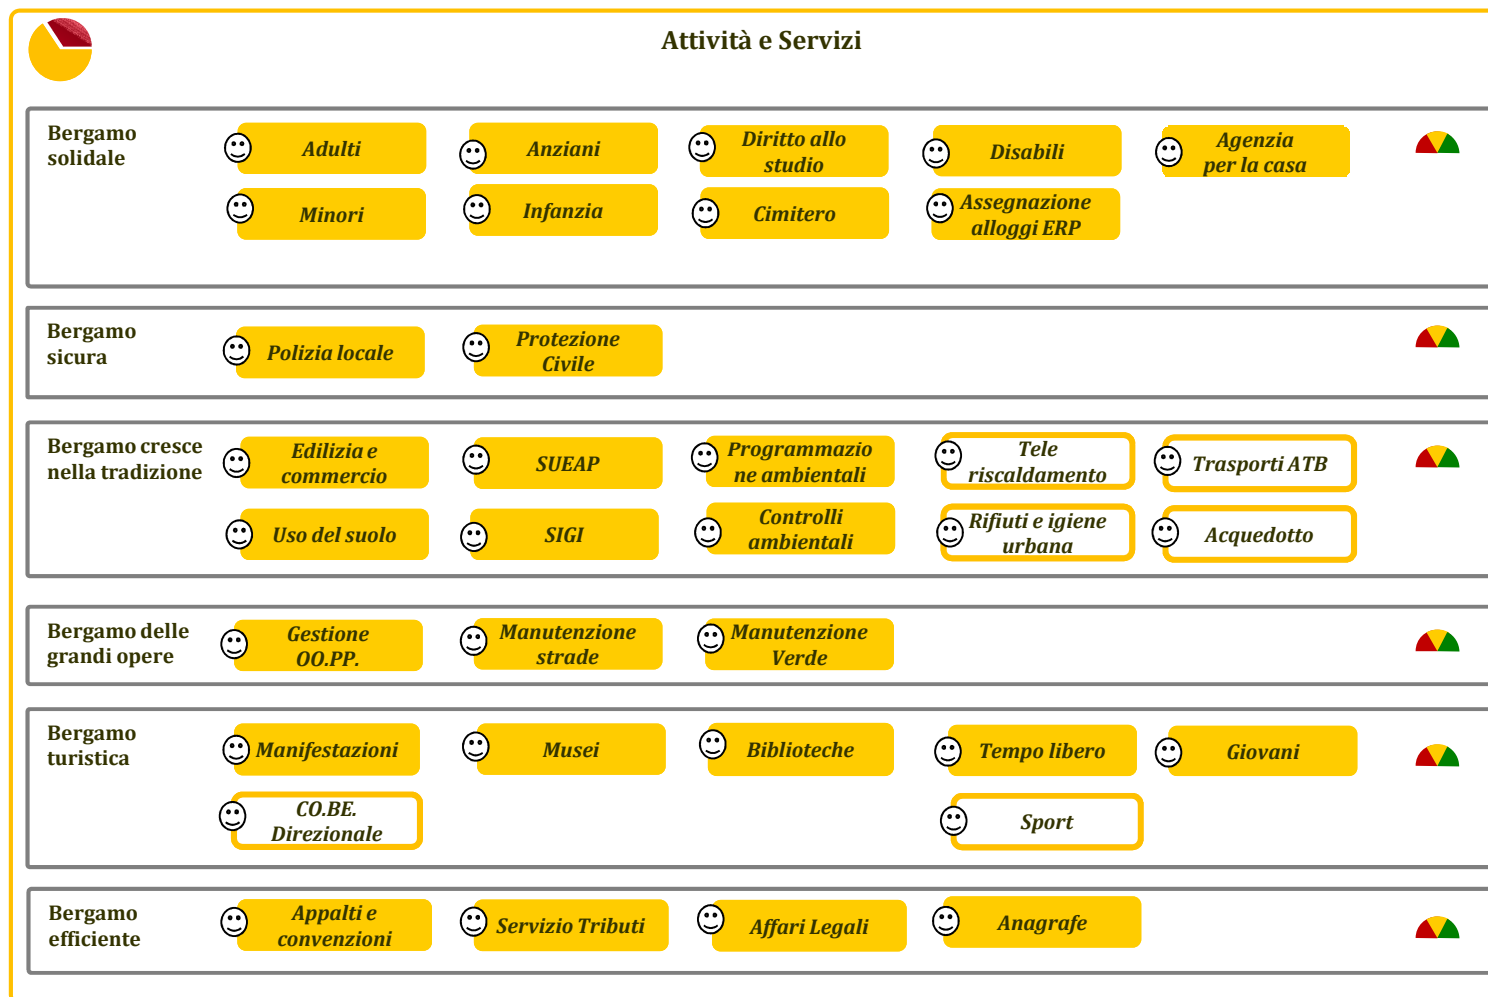 Attività e Servizi
Bergamo
solidale
Adulti
Anziani
Diritto allo
studio
Disabili
Agenzia
per la casa
Minori
Infanzia
Cimitero
Assegnazione
alloggi ERP
Bergamo
sicura
Polizia locale
Protezione
Civile
Bergamo cresce
nella tradizione
Edilizia e
commercio
SUEAP
Programmazio
ne ambientali
Tele
riscaldamento
Trasporti ATB
Uso del suolo
SIGI
Controlli
ambientali
Rifiuti e igiene
urbana
Acquedotto
Bergamo delle
grandi opere
Gestione
OO.PP.
Manutenzione
strade
Manutenzione
Verde
Bergamo
turistica
Manifestazioni
Musei
Biblioteche
Tempo libero
Giovani
CO.BE.
Direzionale
Sport
Bergamo
efficiente
Appalti e
convenzioni
Servizio Tributi
Affari Legali
Anagrafe